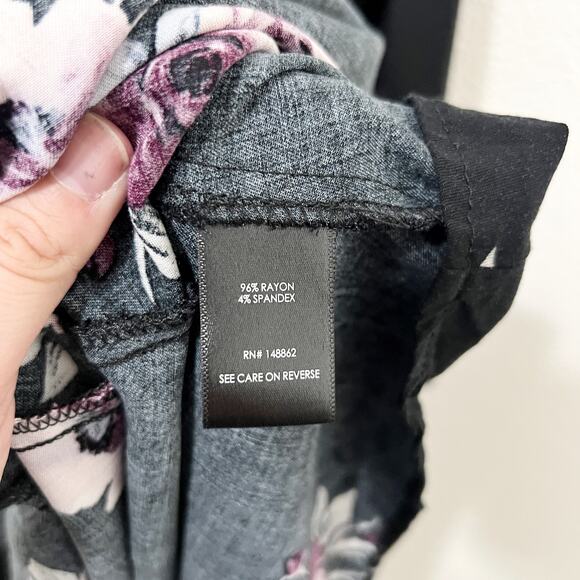 96% RAYON
4% SPANDEX
RN# 148862
SEE CARE ON REVERSE